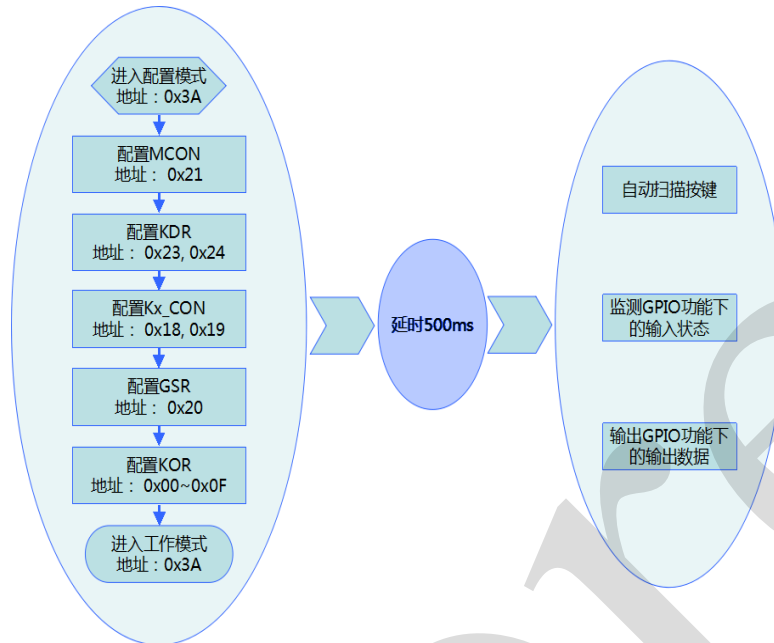 进入配置模式
地址：0x3A
配置MCON
地址： 0x21
配置KDR
地址： 0x23, 0x24
配置Kx_CON
地址： 0x18, 0x19
配置GSR
地址： 0x20
配置KOR
地址： 0x00~0x0F
进入工作模式
地址：0x3A
延时500ms
自动扫描按键
监测GPIO功能下
的输入状态
输出GPIO功能下
的输出数据